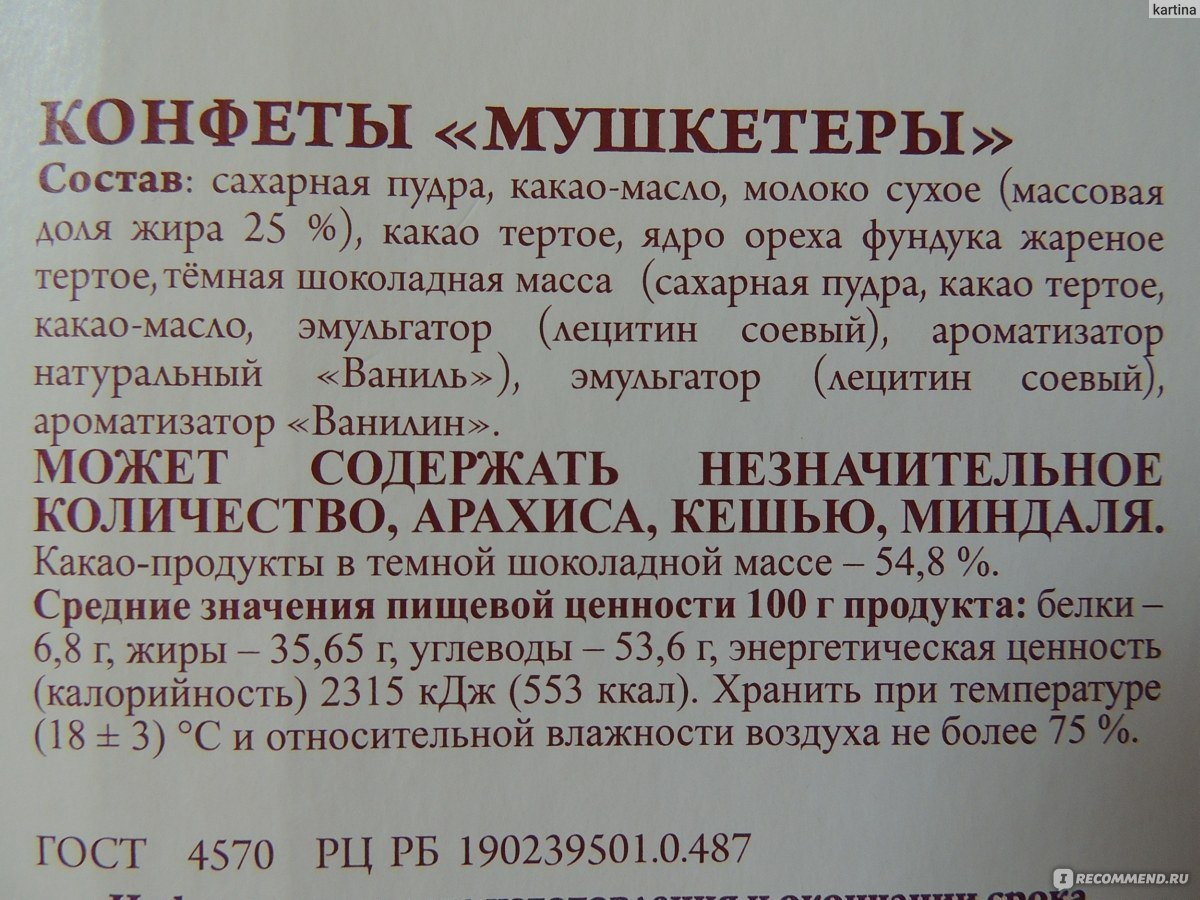 kartina
КОНФЕТЫ «МУШКЕТЕРЫ»
Состав: сахарная пудра, какао-масло, молоко сухое (массовая
доля жира 25 %), какао тертое, ядро ореха фундука жареное
тертое, тёмная шоколадная масса (сахарная пудра, какао тертое,
какао-масло, эмульгатор (лецитин соевый), ароматизатор
натуральный «Ваниль»), эмульгатор (лецитин соевый),
ароматизатор «Ванилин».
МОЖЕТ СОДЕРЖАТЬ НЕЗНАЧИТЕЛЬНОЕ
КОЛИЧЕСТВО, АРАХИСА, КЕШЬЮ, МИНДАЛЯ.
Какао-продукты в темной шоколадной массе – 54,8 %.
Средние значения пищевой ценности 100 г продукта: белки –
6,8 г, жиры – 35,65 г, углеводы – 53,6 г, энергетическая ценность
(калорийность) 2315 кДж (553 ккал). Хранить при температуре
(18 ± 3) °С и относительной влажности воздуха не более 75 %.
ГОСТ 4570 РЦ РБ 190239501.0.487
и окончании срока
IRECOMMEND.RU